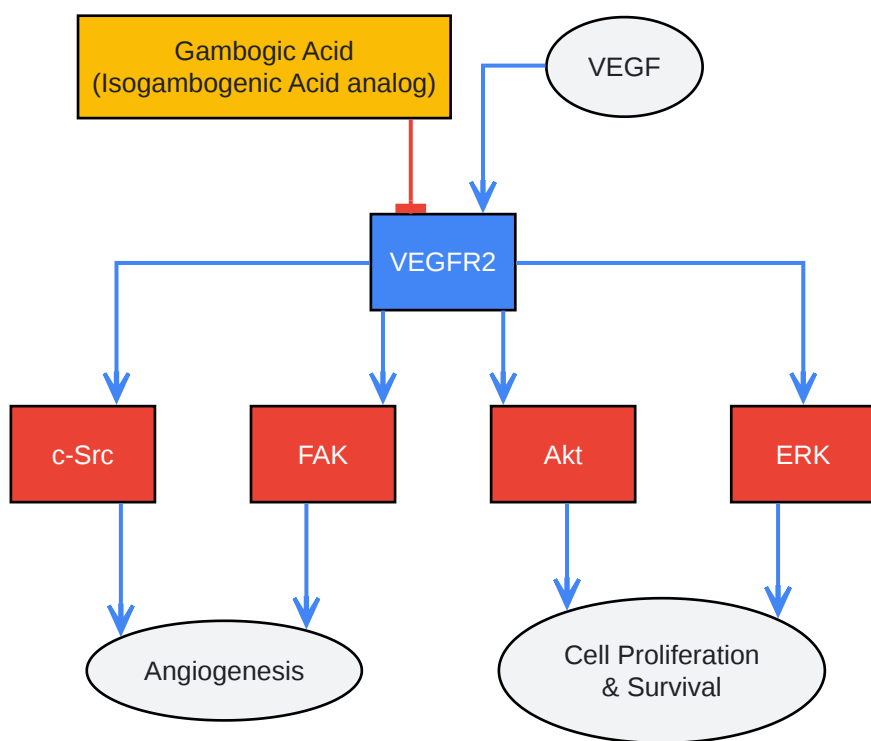 Gambogic Acid
(Isogambogenic Acid analog)
VEGF
VEGFR2
c-Src
FAK
Akt
ERK
Angiogenesis
Cell Proliferation
& Survival